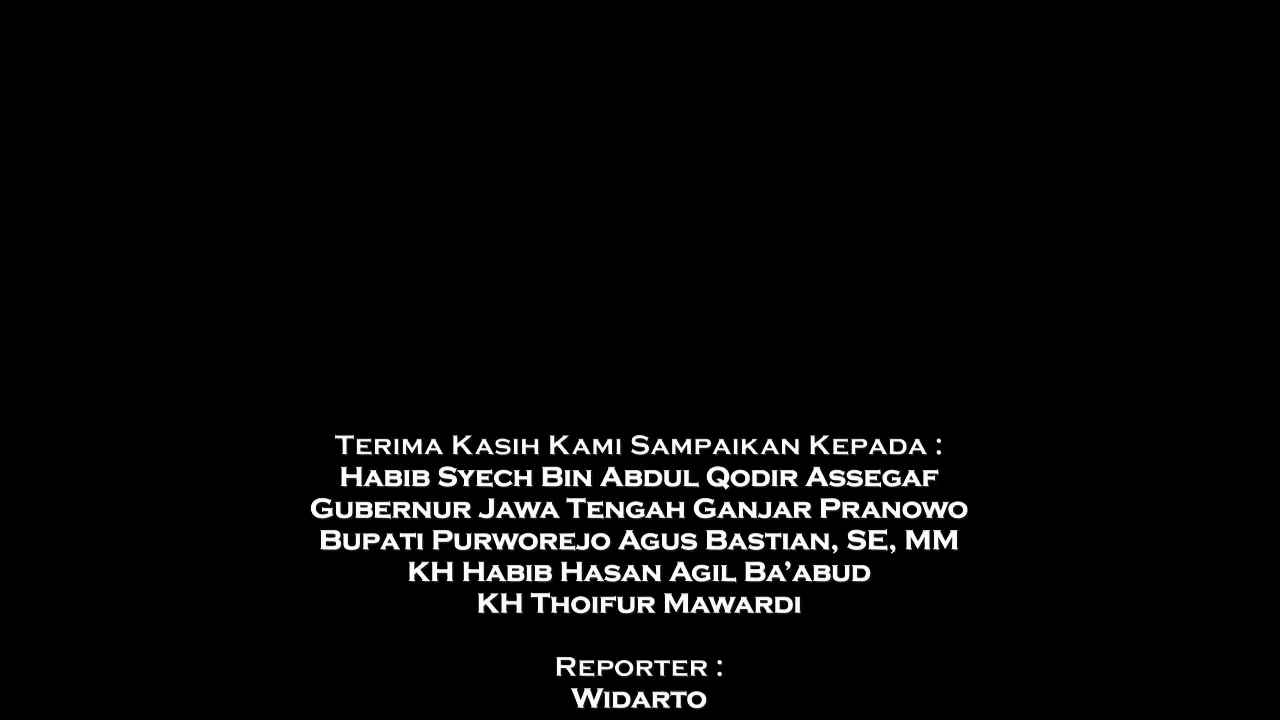 Terima Kasih Kami Sampaikan Kepada :
Habib Syech Bin Abdul Qodir Assegaf
Gubernur Jawa Tengah Ganjar Pranowo
Bupati Purworejo Agus Bastian, SE, MM
KH Habib Hasan Agil Ba’abud
KH Thoifur Mawardi
Reporter :
Widarto